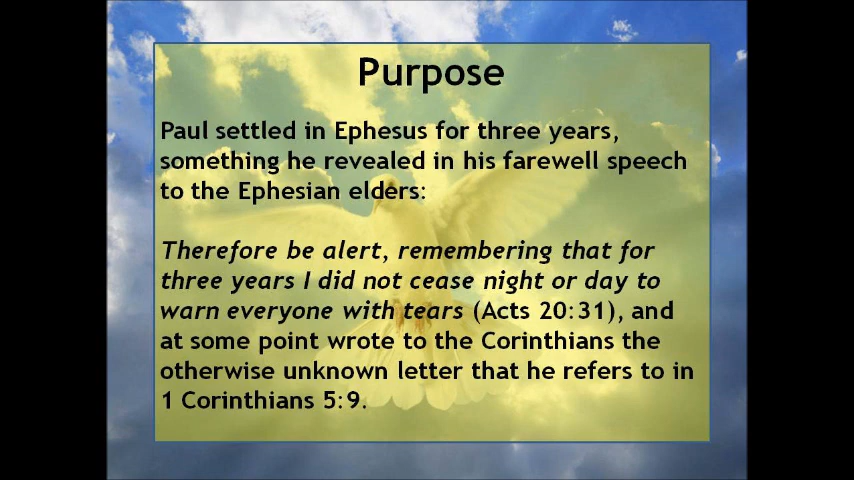 Purpose
Paul settled in Ephesus for three years,
something he revealed in his farewell speech
to the Ephesian elders:
Therefore be alert, remembering that for
three years I did not cease night or day to
warn everyone with tears (Acts 20:31), and
at some point wrote to the Corinthians the
otherwise unknown letter that he refers to in
1 Corinthians 5:9.